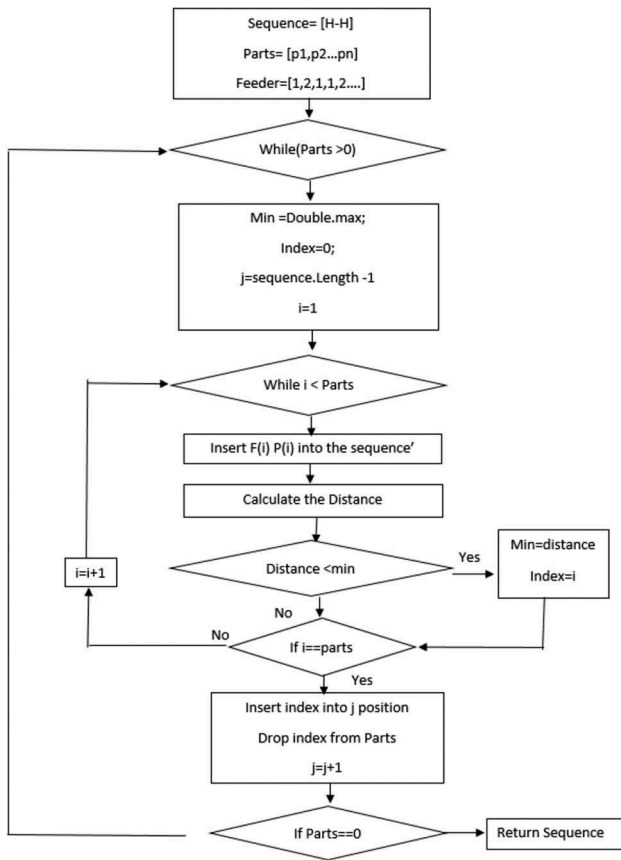 Sequence= [H-H]
Parts= [p1,p2...pn]
Feeder=[1,2,1,1,2....]
While(Parts >0)
Min =Double.max;
Index=0;
j=sequence.Length -1
i=1
While i < Parts
Insert F(i) P(i) into the sequence'
Calculate the Distance
Distance <min
Yes
Min=distance
Index=i
i=i+1
No
No
If i==parts
Yes
Insert index into j position
Drop index from Parts
j=j+1
If Parts==0
Return Sequence